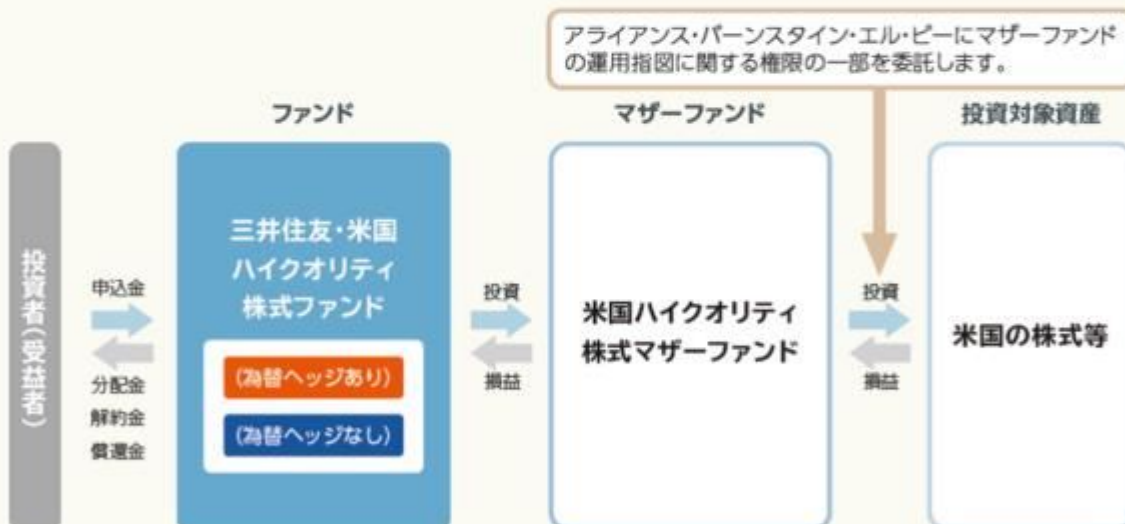 アライアンス・バーンスタイン・エル・ピーにマザーファンド
の運用指図に関する権限の一部を委託します。
ファンド
マザーファンド
投資対象資産
投資者(受益者)
申込金
分配金
解約金
償還金
三井住友・米国
ハイクオリティ
株式ファンド
(為替ヘッジあり)
(為替ヘッジなし)
投資
損益
米国ハイクオリティ
株式マザーファンド
投資
損益
米国の株式等